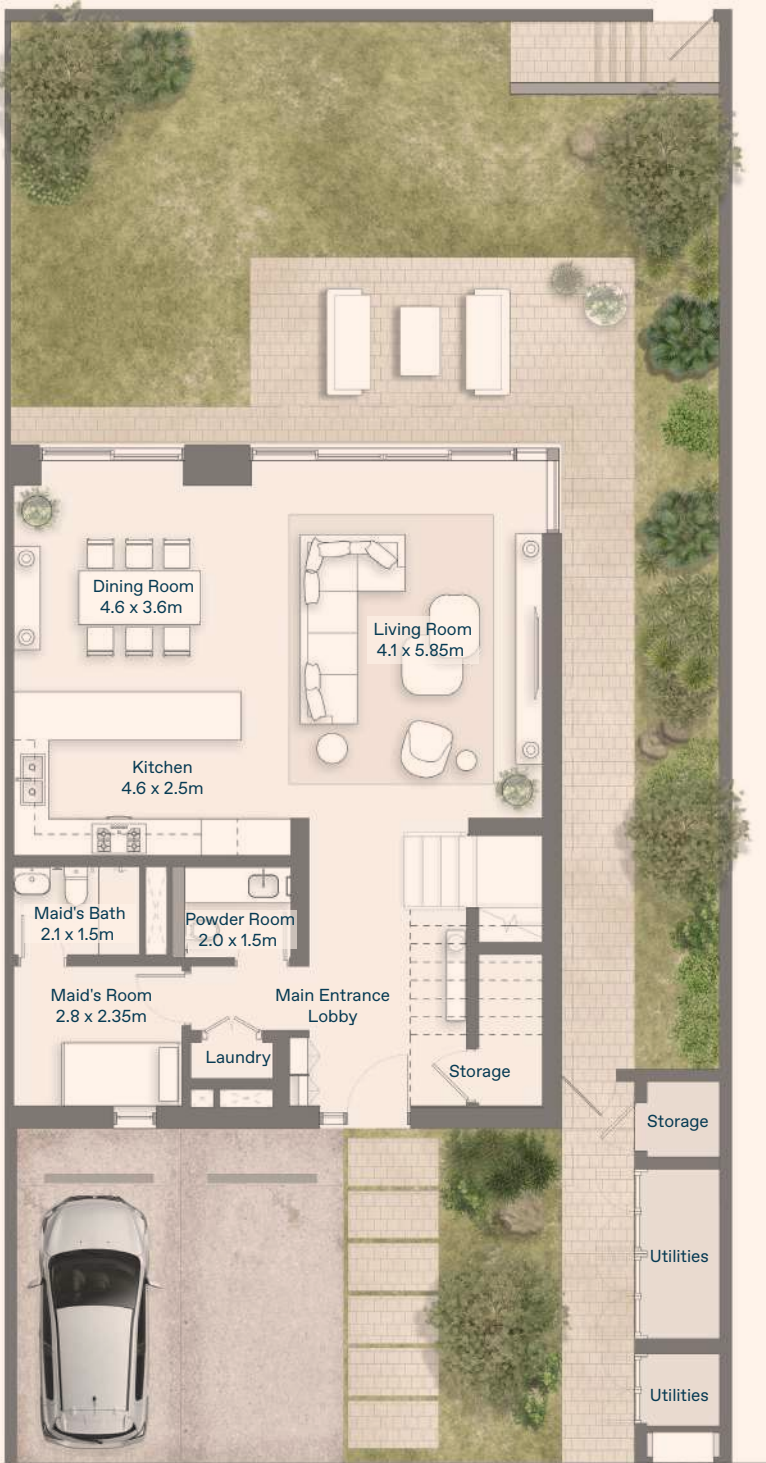 Dining Room
4.6 x 3.6m
Living Room
4.1 x 5.85m
Kitchen
4.6 x 2.5m
Maid's Bath
2.1 x 1.5m
Powder Room
2.0 x 1.5m
Maid's Room
2.8 x 2.35m
Main Entrance
Lobby
Laundry
Storage
Storage
Utilities
Utilities